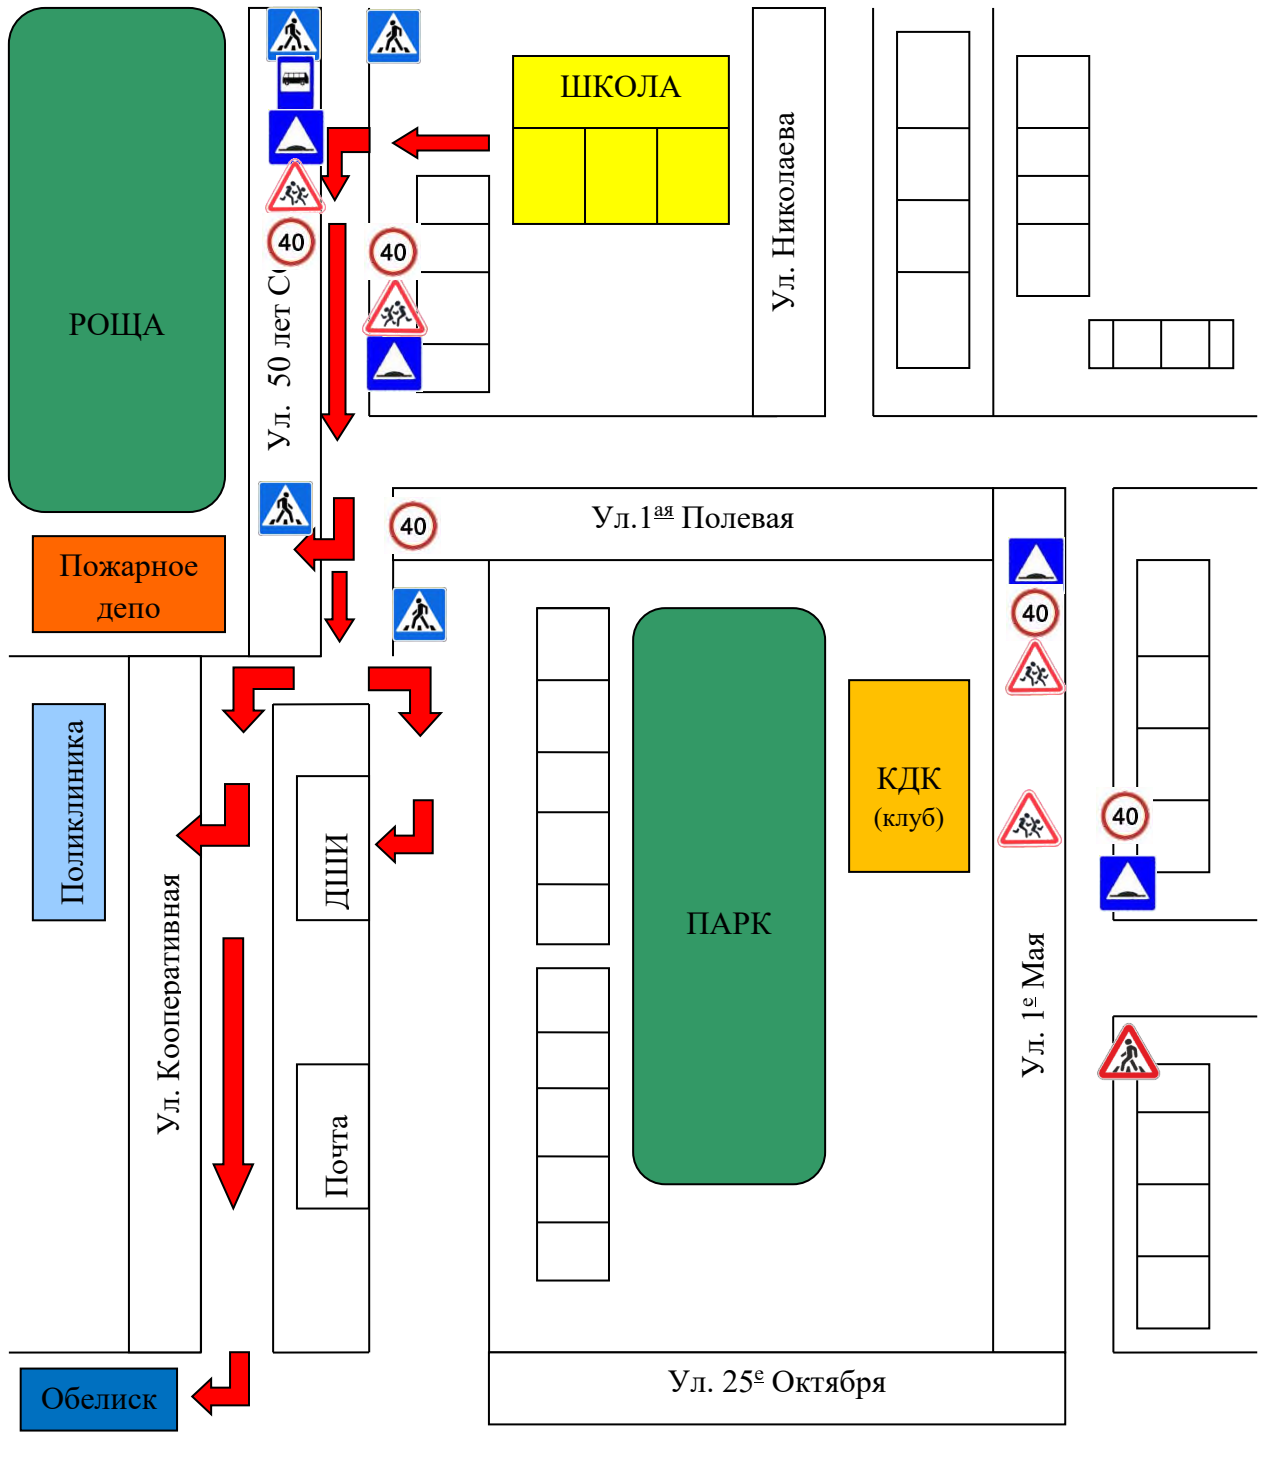 ШКОЛА
Ул. Николаева
40
40
Ул. 50 лет
РОЩА
Ул.1ая Полевая
40
Пожарное
депо
40
Поликлиника
КДК
(клуб)
40
ДШИ
Ул. Кооперативная
ПАРК
Ул. 1е Мая
Почта
Обелиск
Ул. 25е Октября